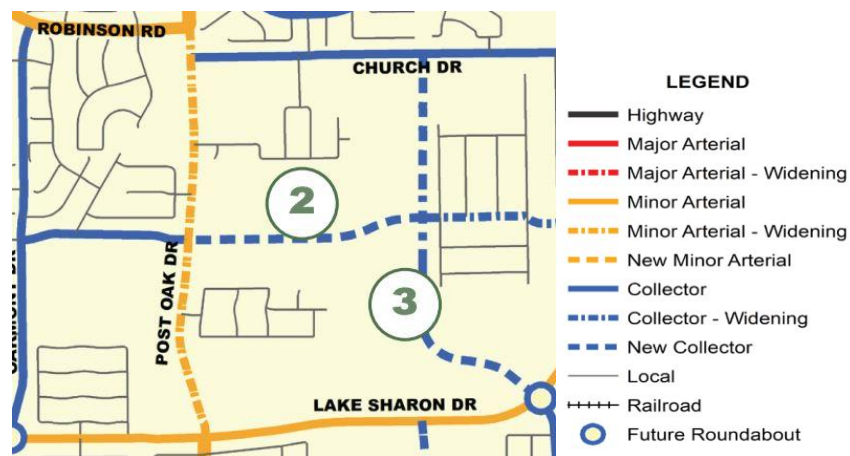 ROBINSON RD
CHURCH DR
2
3
POST OAK DR
LAKE SHARON DR
LEGEND
Highway
Major Arterial
Major Arterial - Widening
Minor Arterial
Minor Arterial - Widening
New Minor Arterial
Collector
Collector - Widening
New Collector
Local
Railroad
Future Roundabout